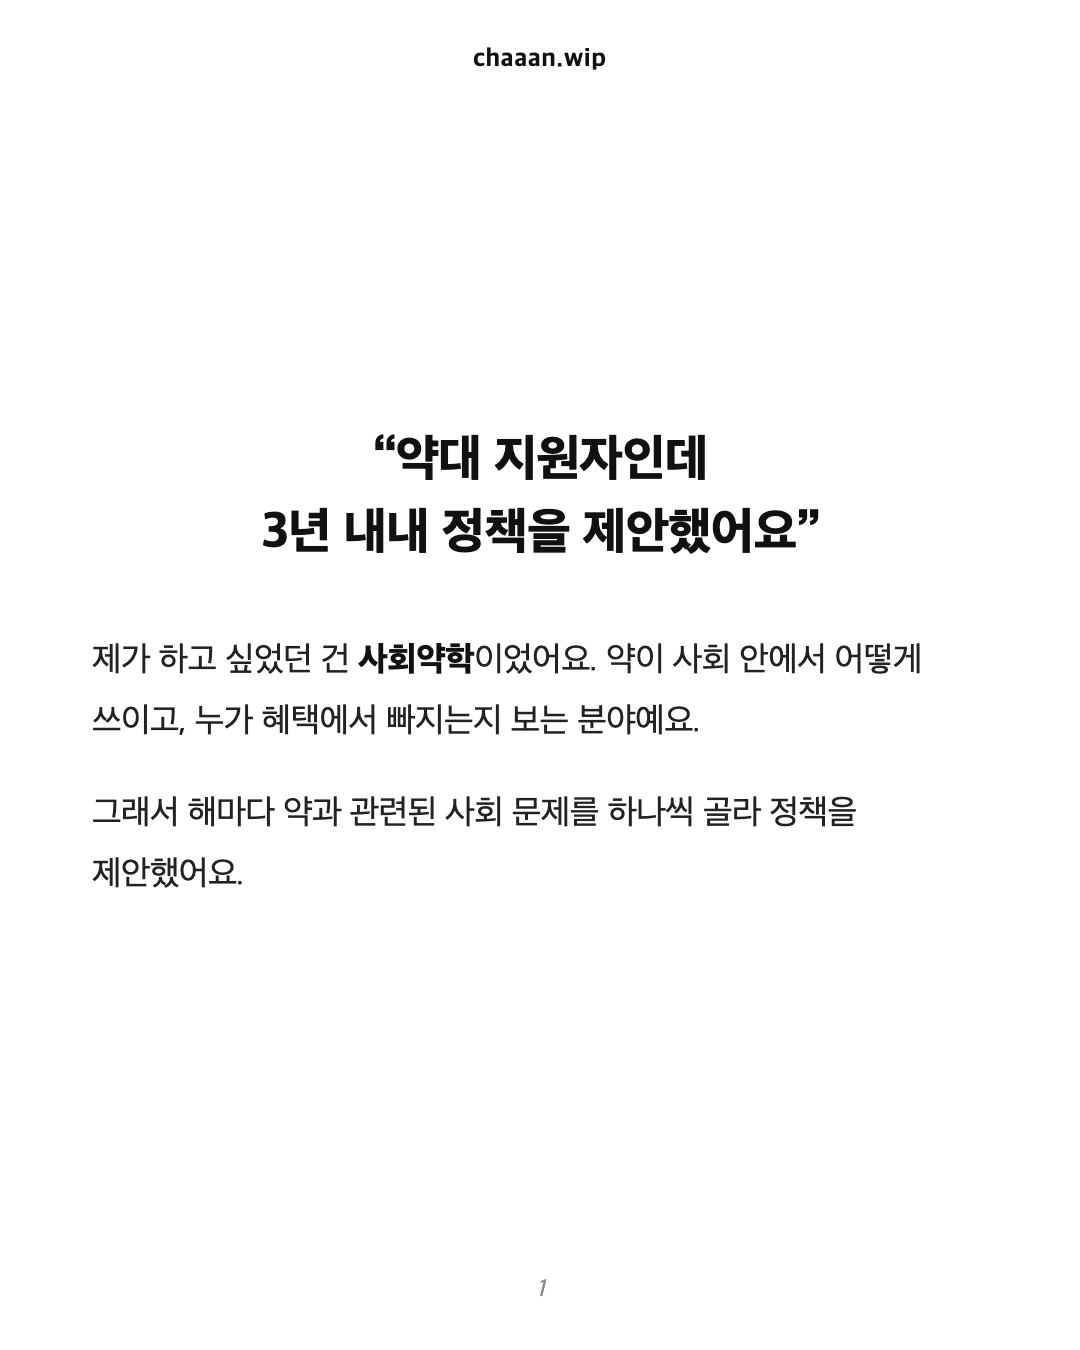 chaaan.wip
“약대 지원자인데
3년 내내 정책을 제안했어요”
제가 하고 싶었던 건 사회약학이었어요. 약이 사회 안에서 어떻게
쓰이고, 누가 혜택에서 빠지는지 보는 분야예요.
그래서 해마다 약과 관련된 사회 문제를 하나씩 골라 정책을
제안했어요.
1